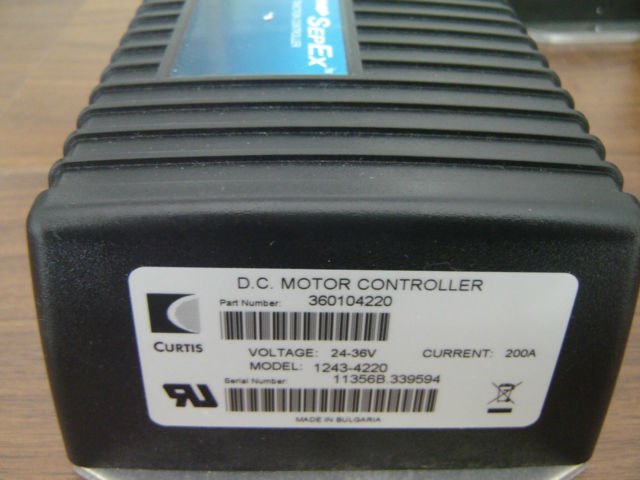 SEPEX™
D.C. MOTOR CONTROLLER
Part Number: 360104220
CURTIS
VOLTAGE: 24-36V CURRENT: 200A
MODEL: 1243-4220
Serial Number: 11356B.339594
MADE IN BULGARIA